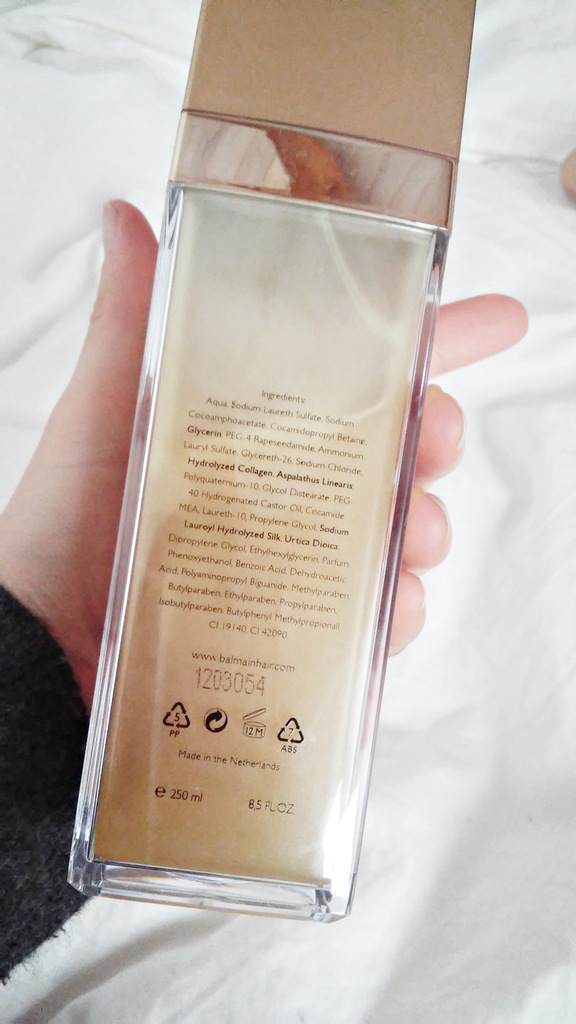 Ingredients:
Aqua, Sodium Laureth Sulfate, Sodium
Cocoamphoacetate, Cocamidopropyl Betaine,
Glycerin, PEG-4 Rapeseedamide, Ammonium
Lauryl Sulfate, Glycereth-26, Sodium Chloride,
Hydrolyzed Collagen, Aspalathus Linearis,
Polyquaternium-10, Glycol Distearate, PEG-
40 Hydrogenated Castor Oil, Cocamide
MEA, Laureth-10, Propylene Glycol, Sodium
Lauroyl Hydrolyzed Silk, Urtica Dioica,
Dipropylene Glycol, Ethylhexylglycerin, Parfum,
Phenoxyethanol, Benzoic Acid, Dehydroacetic
Acid, Polyaminopropyl Biguanide, Methylparaben,
Butylparaben, Ethylparaben, Propylparaben,
Isobutylparaben, Butylphenyl Methylpropional
CI 19140, CI 42090
www.balmainhair.com
1203054
5 12M 7
PP ABS
Made in the Netherlands
e 250 ml 8.5 FL OZ